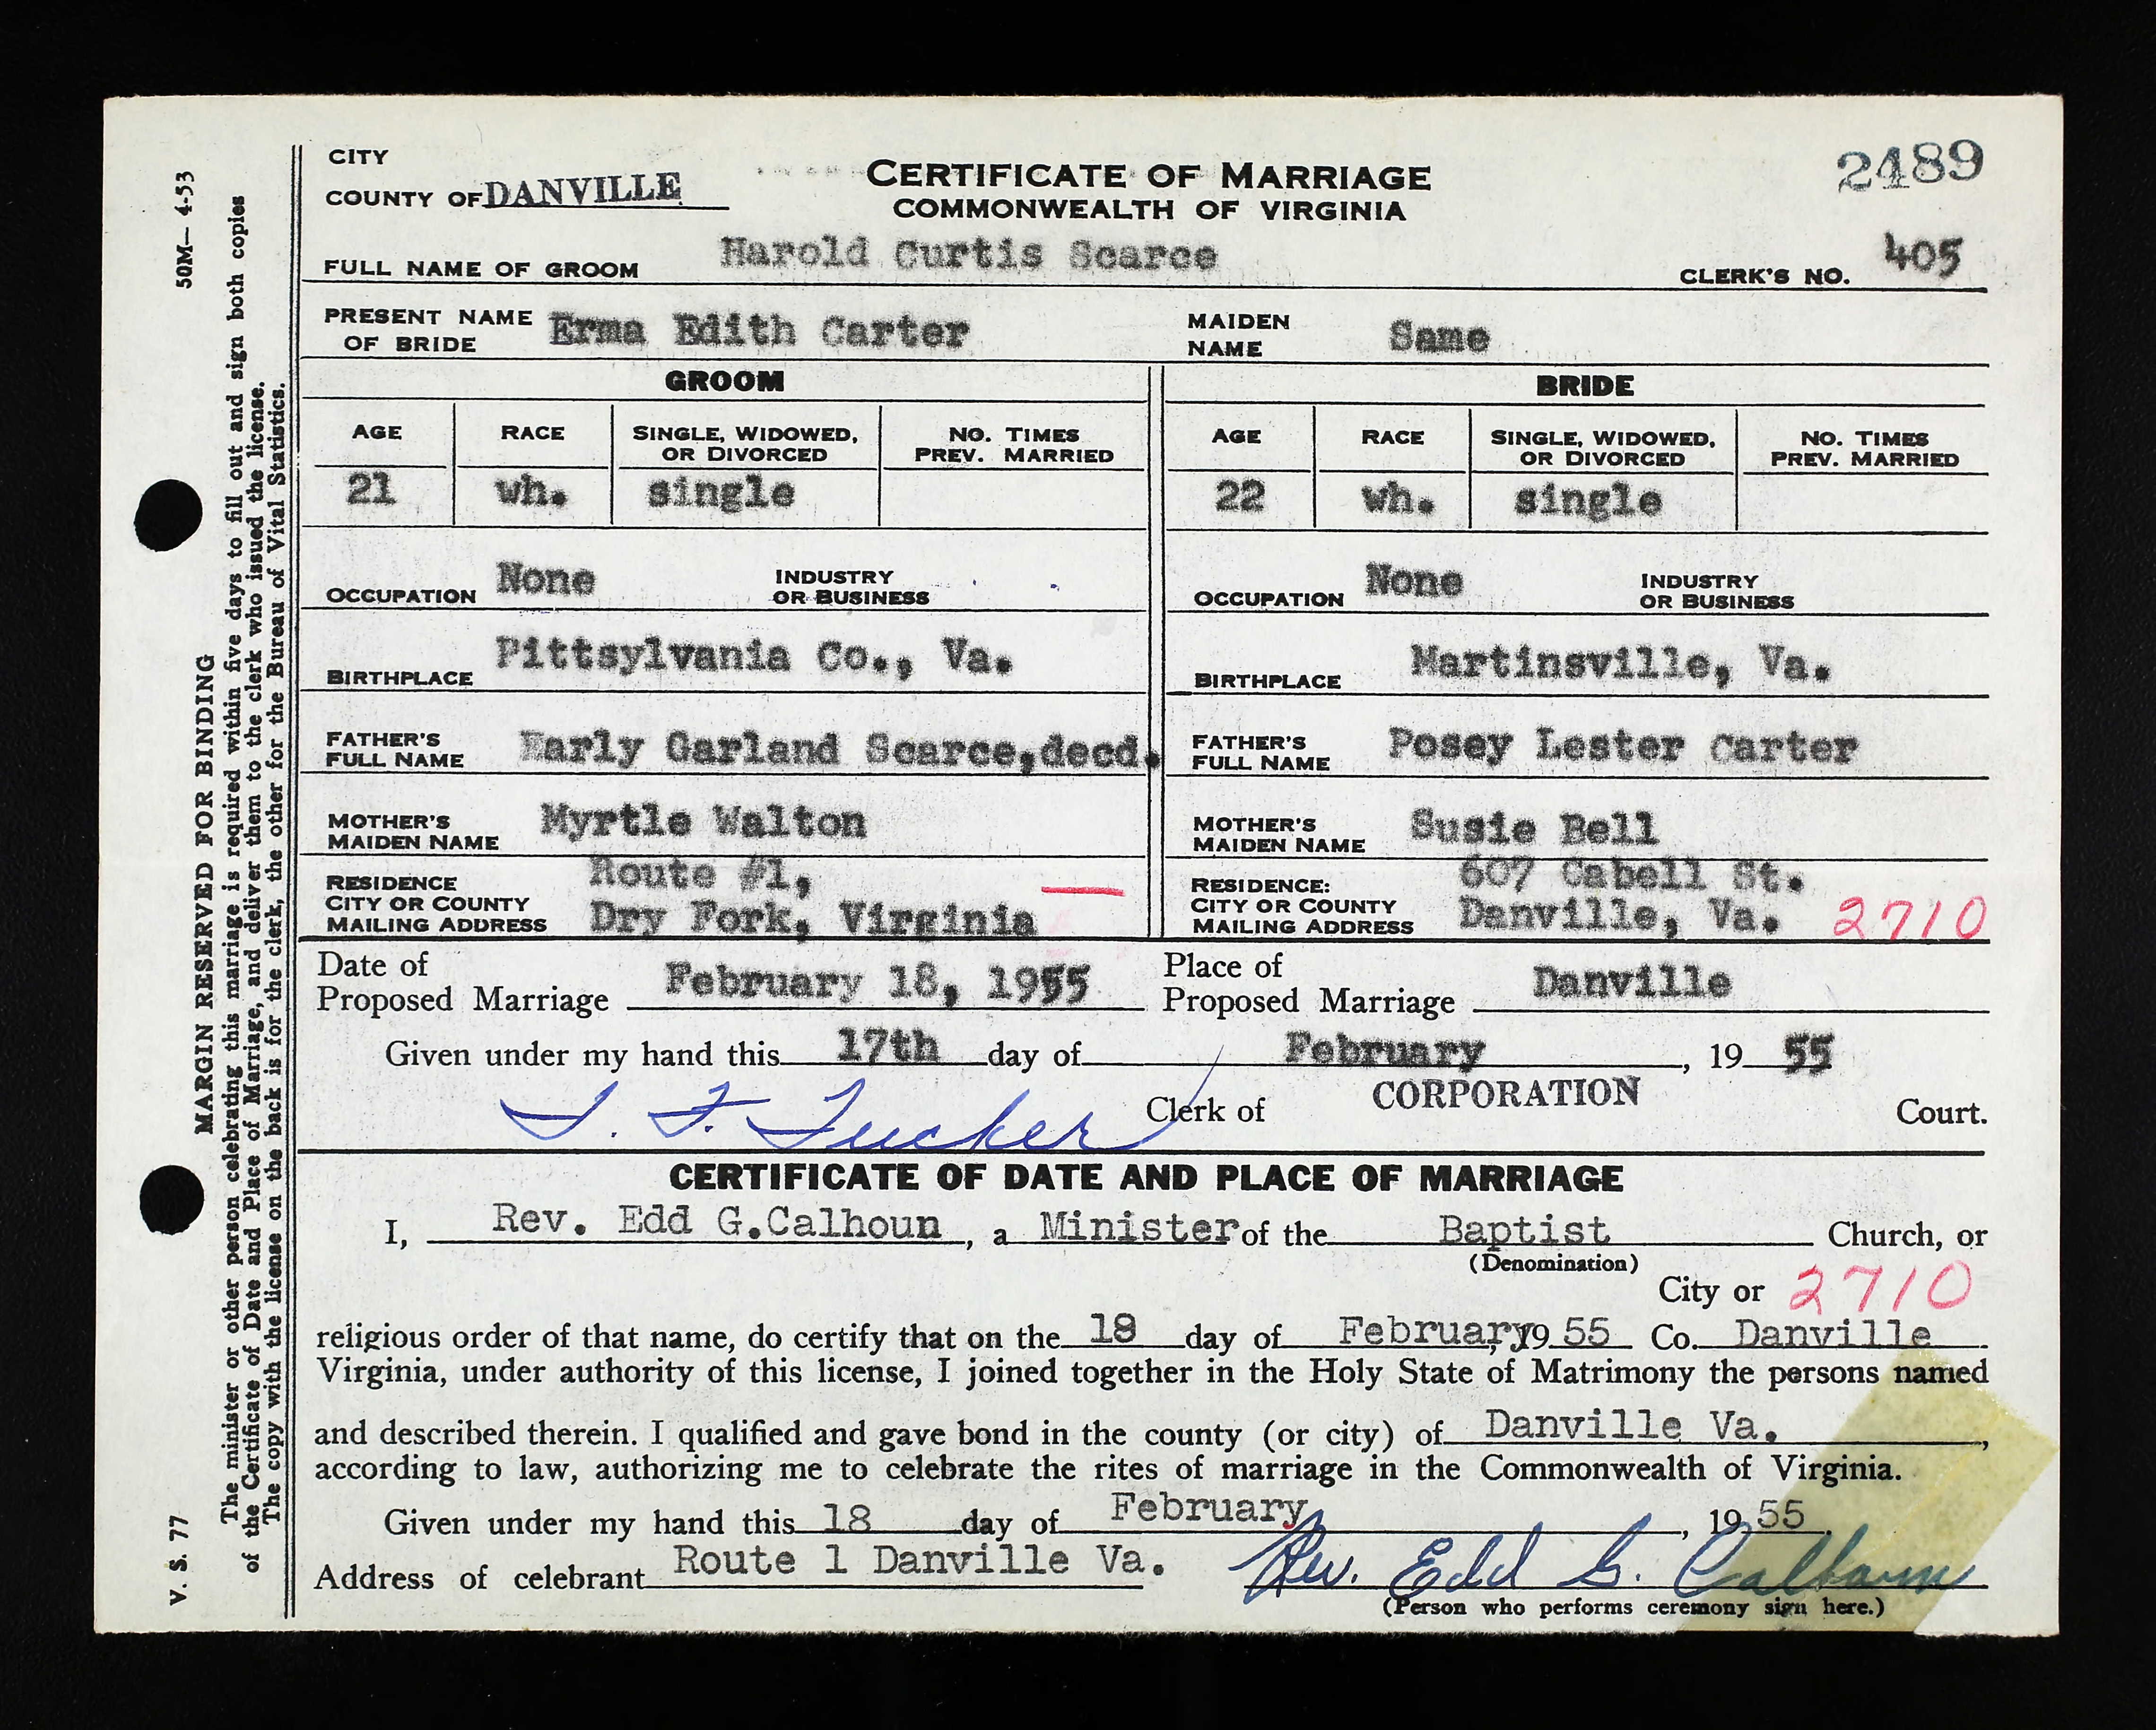 CITY
COUNTY OF DANVILLE
CERTIFICATE OF MARRIAGE
COMMONWEALTH OF VIRGINIA
2489
FULL NAME OF GROOM Harold Curtis Scarce
CLERK'S NO. 405
PRESENT NAME OF BRIDE Erma Edith Carter
MAIDEN NAME Same
GROOM
BRIDE
AGE RACE SINGLE, WIDOWED, OR DIVORCED NO. TIMES PREV. MARRIED
21 wh. single
AGE RACE SINGLE, WIDOWED, OR DIVORCED NO. TIMES PREV. MARRIED
22 wh. single
OCCUPATION None INDUSTRY OR BUSINESS
OCCUPATION None INDUSTRY OR BUSINESS
BIRTHPLACE Pittsylvania Co., Va.
BIRTHPLACE Martinsville, Va.
FATHER'S FULL NAME Early Garland Scarce,decd.
FATHER'S FULL NAME Posey Lester Carter
MOTHER'S MAIDEN NAME Myrtle Walton
MOTHER'S MAIDEN NAME Susie Bell
RESIDENCE CITY OR COUNTY MAILING ADDRESS Route #1, Dry Fork, Virginia
RESIDENCE: CITY OR COUNTY MAILING ADDRESS 607 Cabell St. Danville, Va. 2710
Date of Proposed Marriage February 18, 1955
Place of Proposed Marriage Danville
Given under my hand this 17th day of February, 19 55
T. F. Tucker Clerk of CORPORATION Court.
CERTIFICATE OF DATE AND PLACE OF MARRIAGE
I, Rev. Edd G.Calhoun, a Minister of the Baptist Church, or
(Denomination)
City or 2710
religious order of that name, do certify that on the 18 day of February, 19 55 Co. Danville
Virginia, under authority of this license, I joined together in the Holy State of Matrimony the persons named
and described therein. I qualified and gave bond in the county (or city) of Danville Va.,
according to law, authorizing me to celebrate the rites of marriage in the Commonwealth of Virginia.
Given under my hand this 18 day of February, 19 55.
Address of celebrant Route 1 Danville Va.
Rev. Edd G. Calhoun
(Person who performs ceremony sign here.)
V. S. 77
50M—4-53
MARGIN RESERVED FOR BINDING
The minister or other person celebrating this marriage is required within five days to fill out and sign both copies
of the Certificate of Date and Place of Marriage, and deliver them to the clerk who issued the license.
The copy with the license on the back is for the clerk, the other for the Bureau of Vital Statistics.